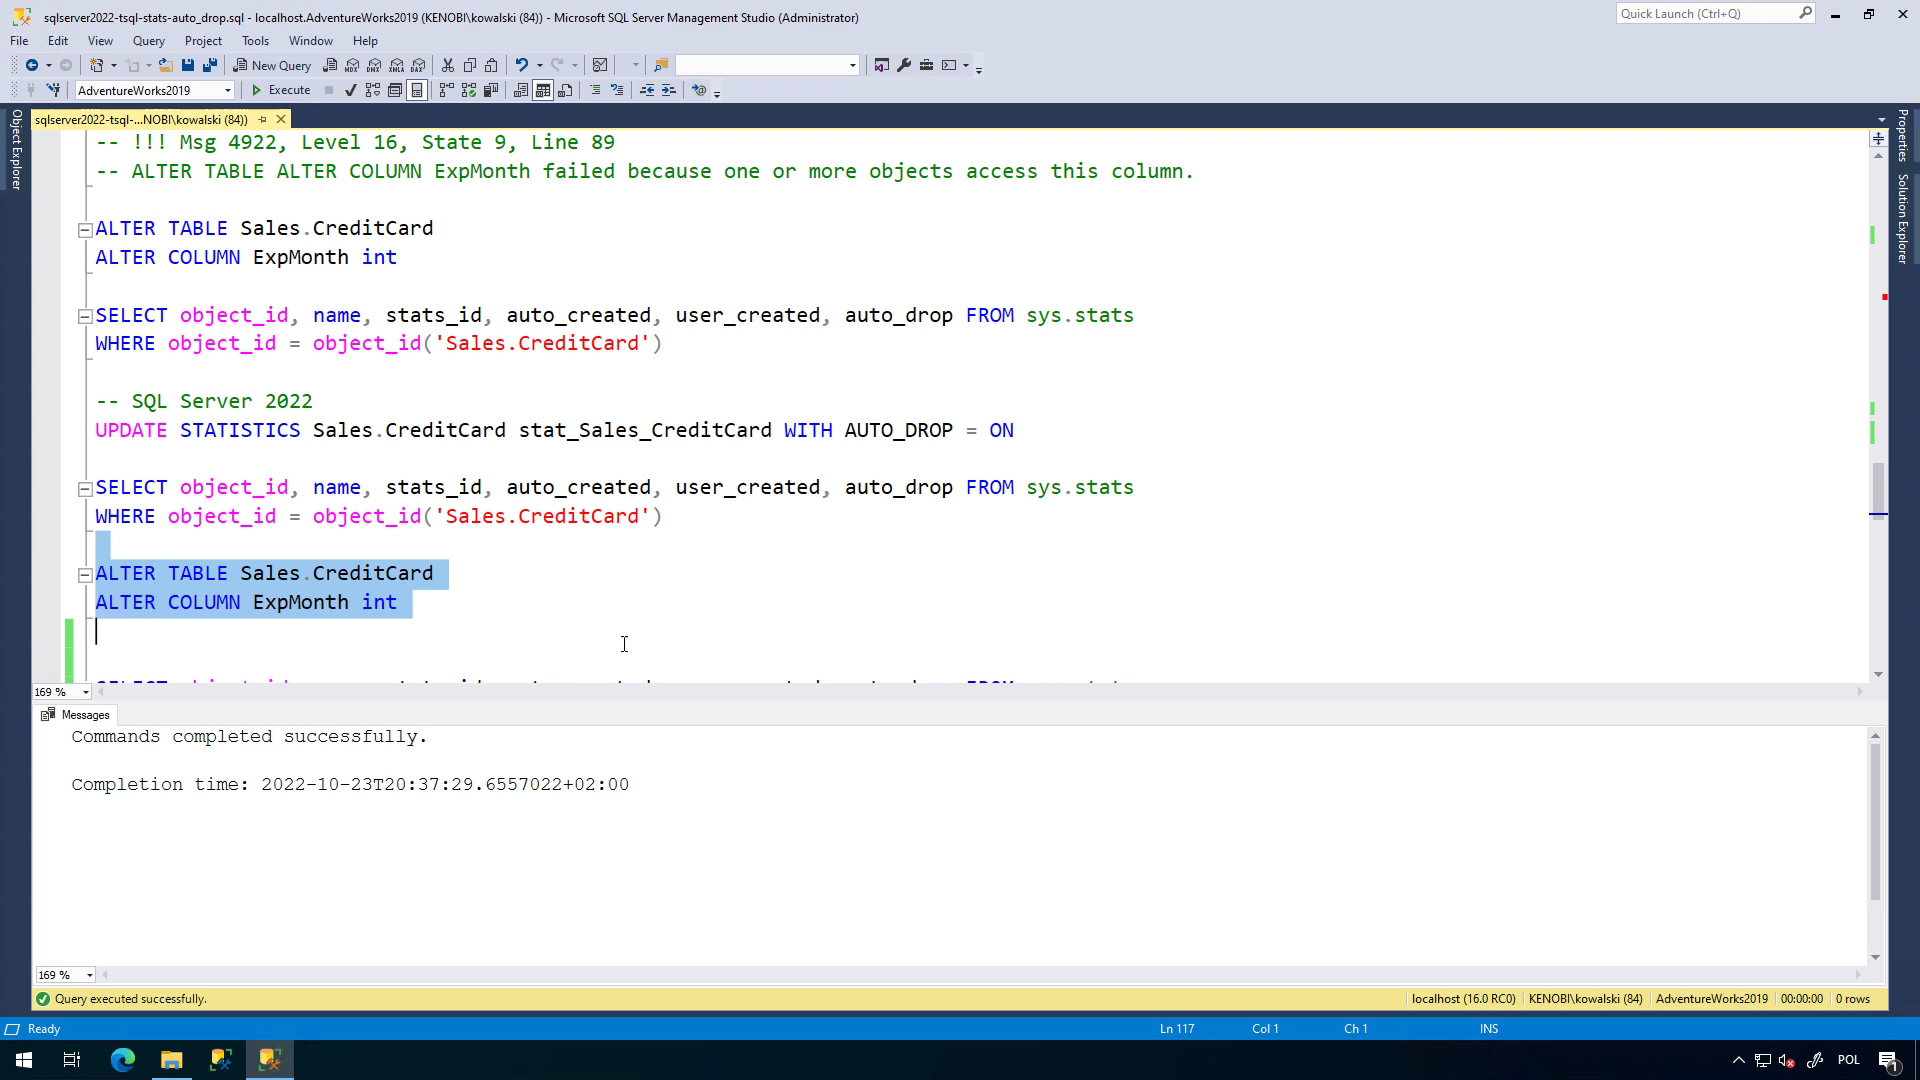 sqlserver2022-tsql-stats-auto_drop.sql - localhost.AdventureWorks2019 (KENOBI\kowalski (84)) - Microsoft SQL Server Management Studio (Administrator)
Quick Launch (Ctrl+Q)
File Edit View Query Project Tools Window Help
New Query
AdventureWorks2019 Execute
sqlserver2022-tsql-...NOBI\kowalski (84))
Object Explorer
Properties
Solution Explorer
-- !!! Msg 4922, Level 16, State 9, Line 89
-- ALTER TABLE ALTER COLUMN ExpMonth failed because one or more objects access this column.
ALTER TABLE Sales.CreditCard
ALTER COLUMN ExpMonth int
SELECT object_id, name, stats_id, auto_created, user_created, auto_drop FROM sys.stats
WHERE object_id = object_id('Sales.CreditCard')
-- SQL Server 2022
UPDATE STATISTICS Sales.CreditCard stat_Sales_CreditCard WITH AUTO_DROP = ON
SELECT object_id, name, stats_id, auto_created, user_created, auto_drop FROM sys.stats
WHERE object_id = object_id('Sales.CreditCard')
ALTER TABLE Sales.CreditCard
ALTER COLUMN ExpMonth int
169 %
Messages
Commands completed successfully.
Completion time: 2022-10-23T20:37:29.6557022+02:00
169 %
Query executed successfully. localhost (16.0 RC0) KENOBI\kowalski (84) AdventureWorks2019 00:00:00 0 rows
Ready Ln 117 Col 1 Ch 1 INS
POL 1